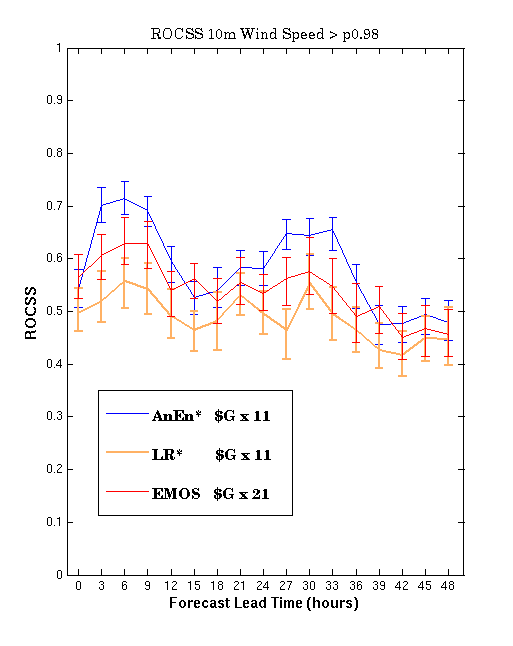 ROCSS 10m Wind Speed > p0.98
1
0.9
0.8
0.7
0.6
0.5
0.4
0.3
0.2
0.1
0
ROCSS
AnEn* $G x 11
LR* $G x 11
EMOS $G x 21
0 3 6 9 12 15 18 21 24 27 30 33 36 39 42 45 48
Forecast Lead Time (hours)